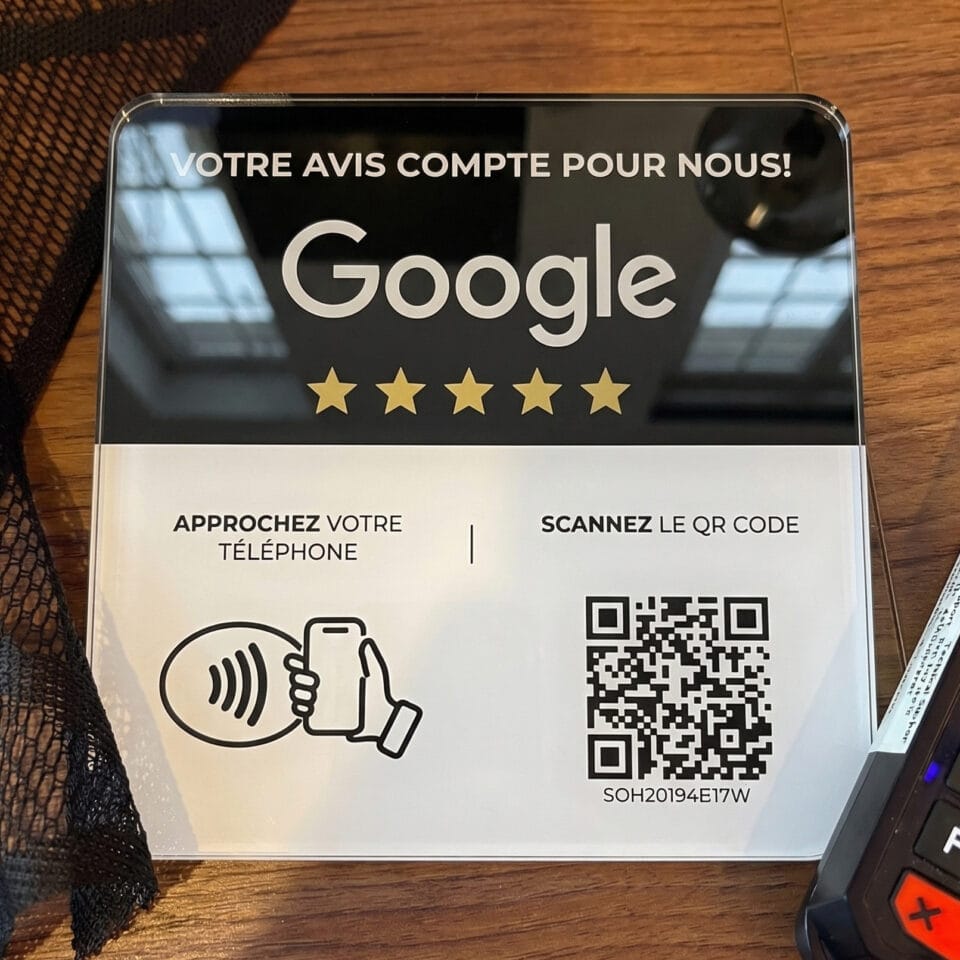 VOTRE AVIS COMPTE POUR NOUS!
Google
APPROCHEZ VOTRE
TÉLÉPHONE
SCANNEZ LE QR CODE
SOH20194E17W